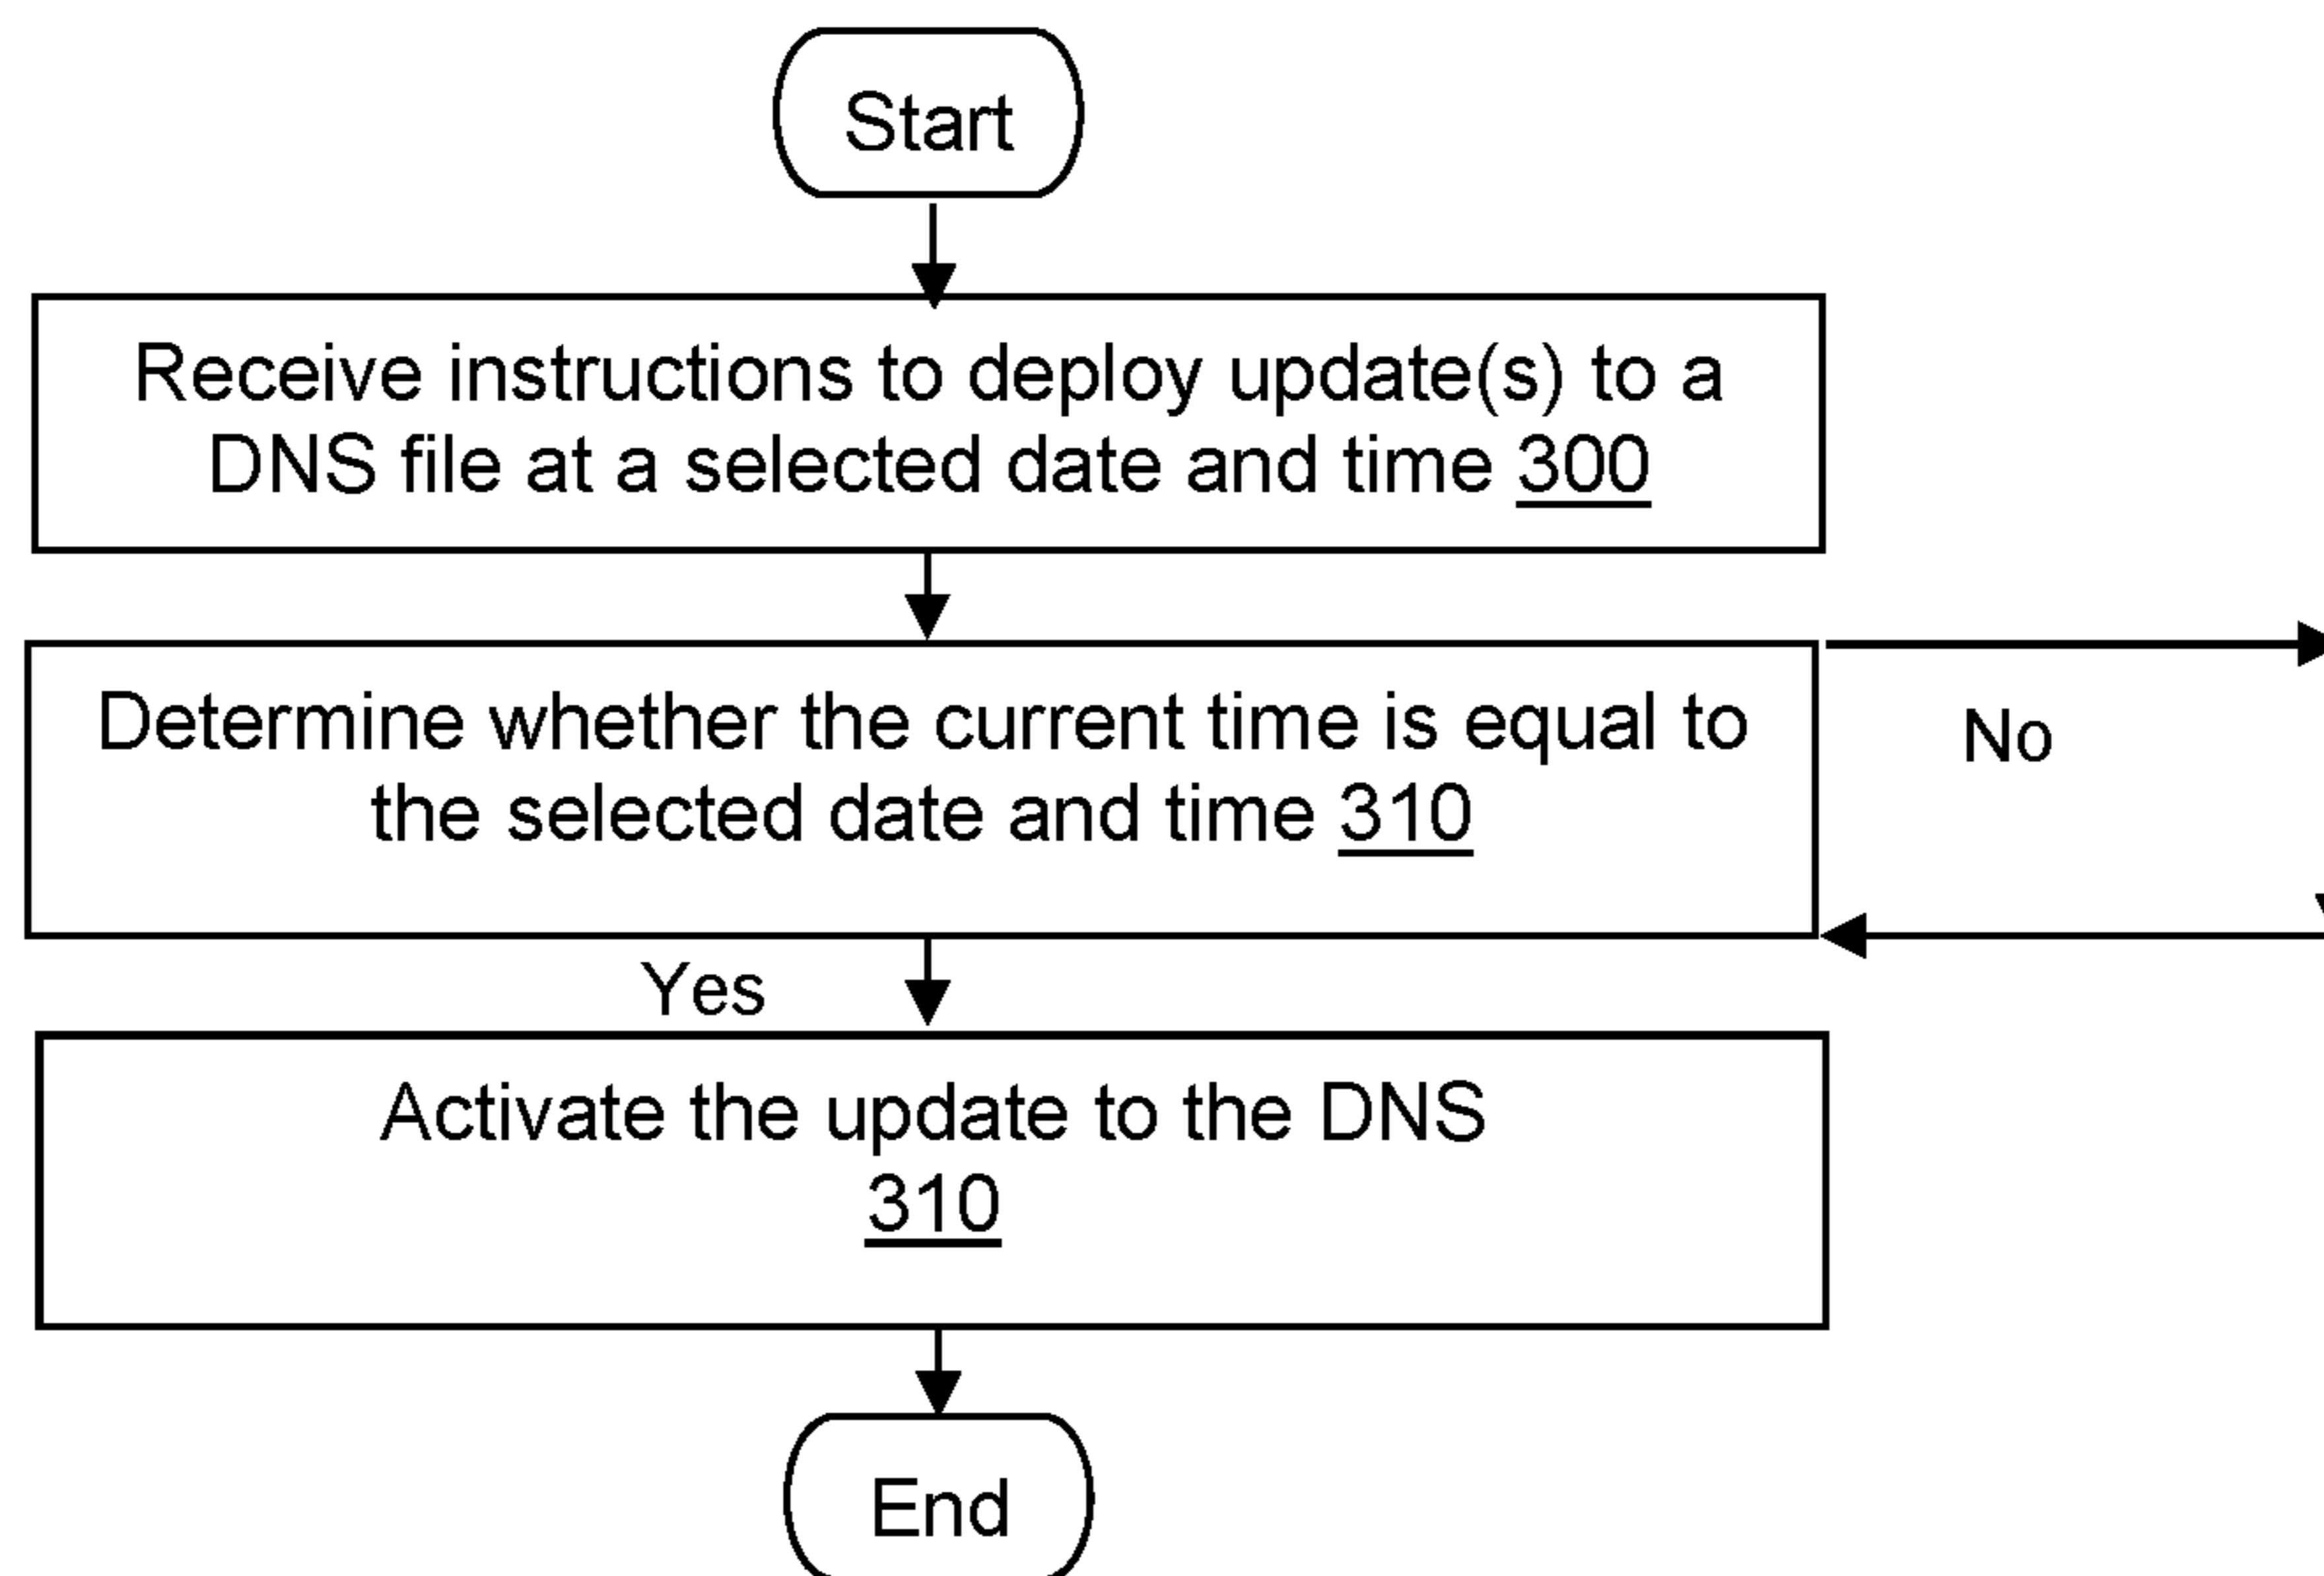 Start
Receive instructions to deploy update(s) to a
DNS file at a selected date and time 300
Determine whether the current time is equal to
the selected date and time 310
No
Yes
Activate the update to the DNS
310
End